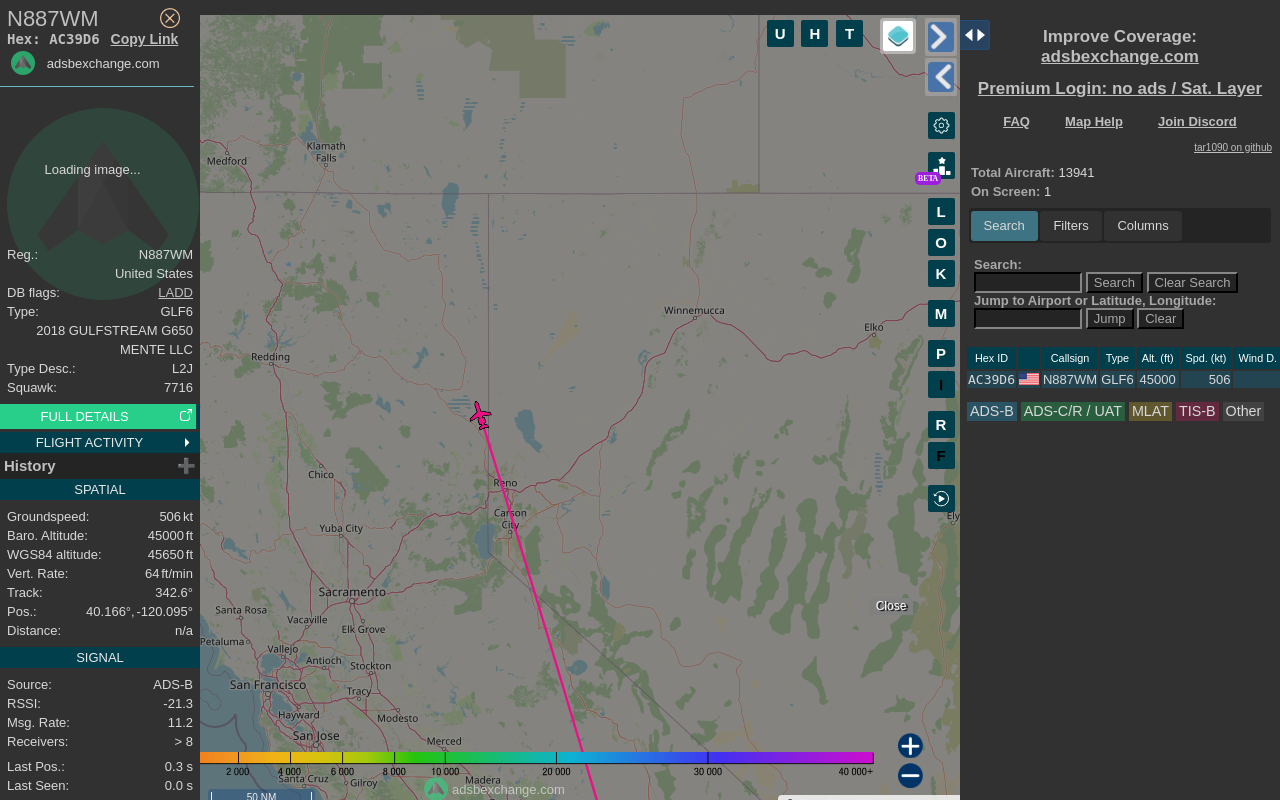 N887WM
Hex: AC39D6 Copy Link
adsbexchange.com
Loading image...
Reg.: N887WM
United States
DB flags: LADD
Type: GLF6
2018 GULFSTREAM G650
MENTE LLC
Type Desc.: L2J
Squawk: 7716
FULL DETAILS
FLIGHT ACTIVITY
History
SPATIAL
Groundspeed: 506 kt
Baro. Altitude: 45000 ft
WGS84 altitude: 45650 ft
Vert. Rate: 64 ft/min
Track: 342.6°
Pos.: 40.166°, -120.095°
Distance: n/a
SIGNAL
Source: ADS-B
RSSI: -21.3
Msg. Rate: 11.2
Receivers: > 8
Last Pos.: 0.3 s
Last Seen: 0.0 s
U H T
BETA
L
O
K
M
P
I
R
F
Medford
Klamath
Falls
Winnemucca
Elko
Redding
Chico
Reno
Carson
City
Ely
Yuba City
Sacramento
Santa Rosa
Vacaville
Elk Grove
Petaluma
Vallejo
Antioch
Stockton
San Francisco
Tracy
Hayward
Modesto
San Jose
Merced
Santa Cruz
Gilroy
Madera
Close
2 000 4 000 6 000 8 000 10 000 20 000 30 000 40 000+
adsbexchange.com
50 NM
Improve Coverage:
adsbexchange.com
Premium Login: no ads / Sat. Layer
FAQ Map Help Join Discord
tar1090 on github
Total Aircraft: 13941
On Screen: 1
Search Filters Columns
Search:
Search Clear Search
Jump to Airport or Latitude, Longitude:
Jump Clear
Hex ID Callsign Type Alt. (ft) Spd. (kt) Wind D.
AC39D6 N887WM GLF6 45000 506
ADS-B ADS-C/R / UAT MLAT TIS-B Other